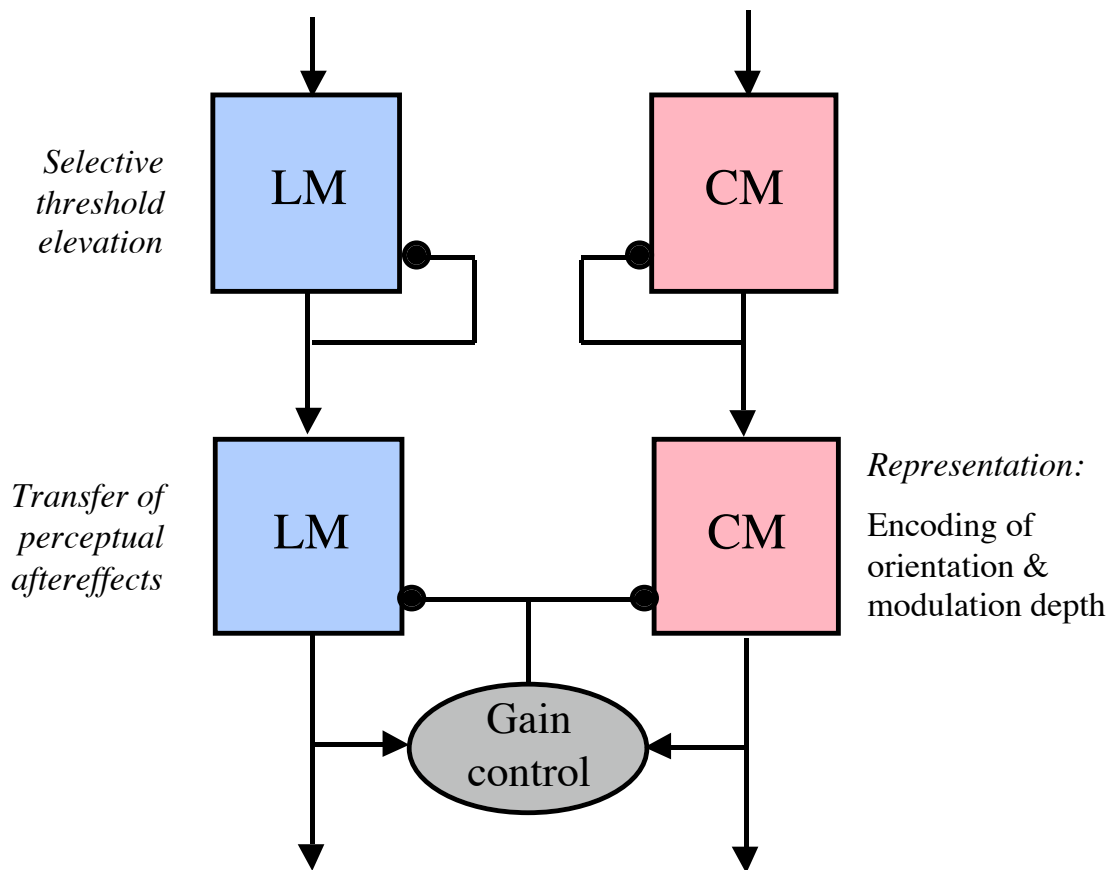 Selective
threshold
elevation
LM
CM
Transfer of
perceptual
aftereffects
LM
CM
Representation:
Encoding of
orientation &
modulation depth
Gain
control